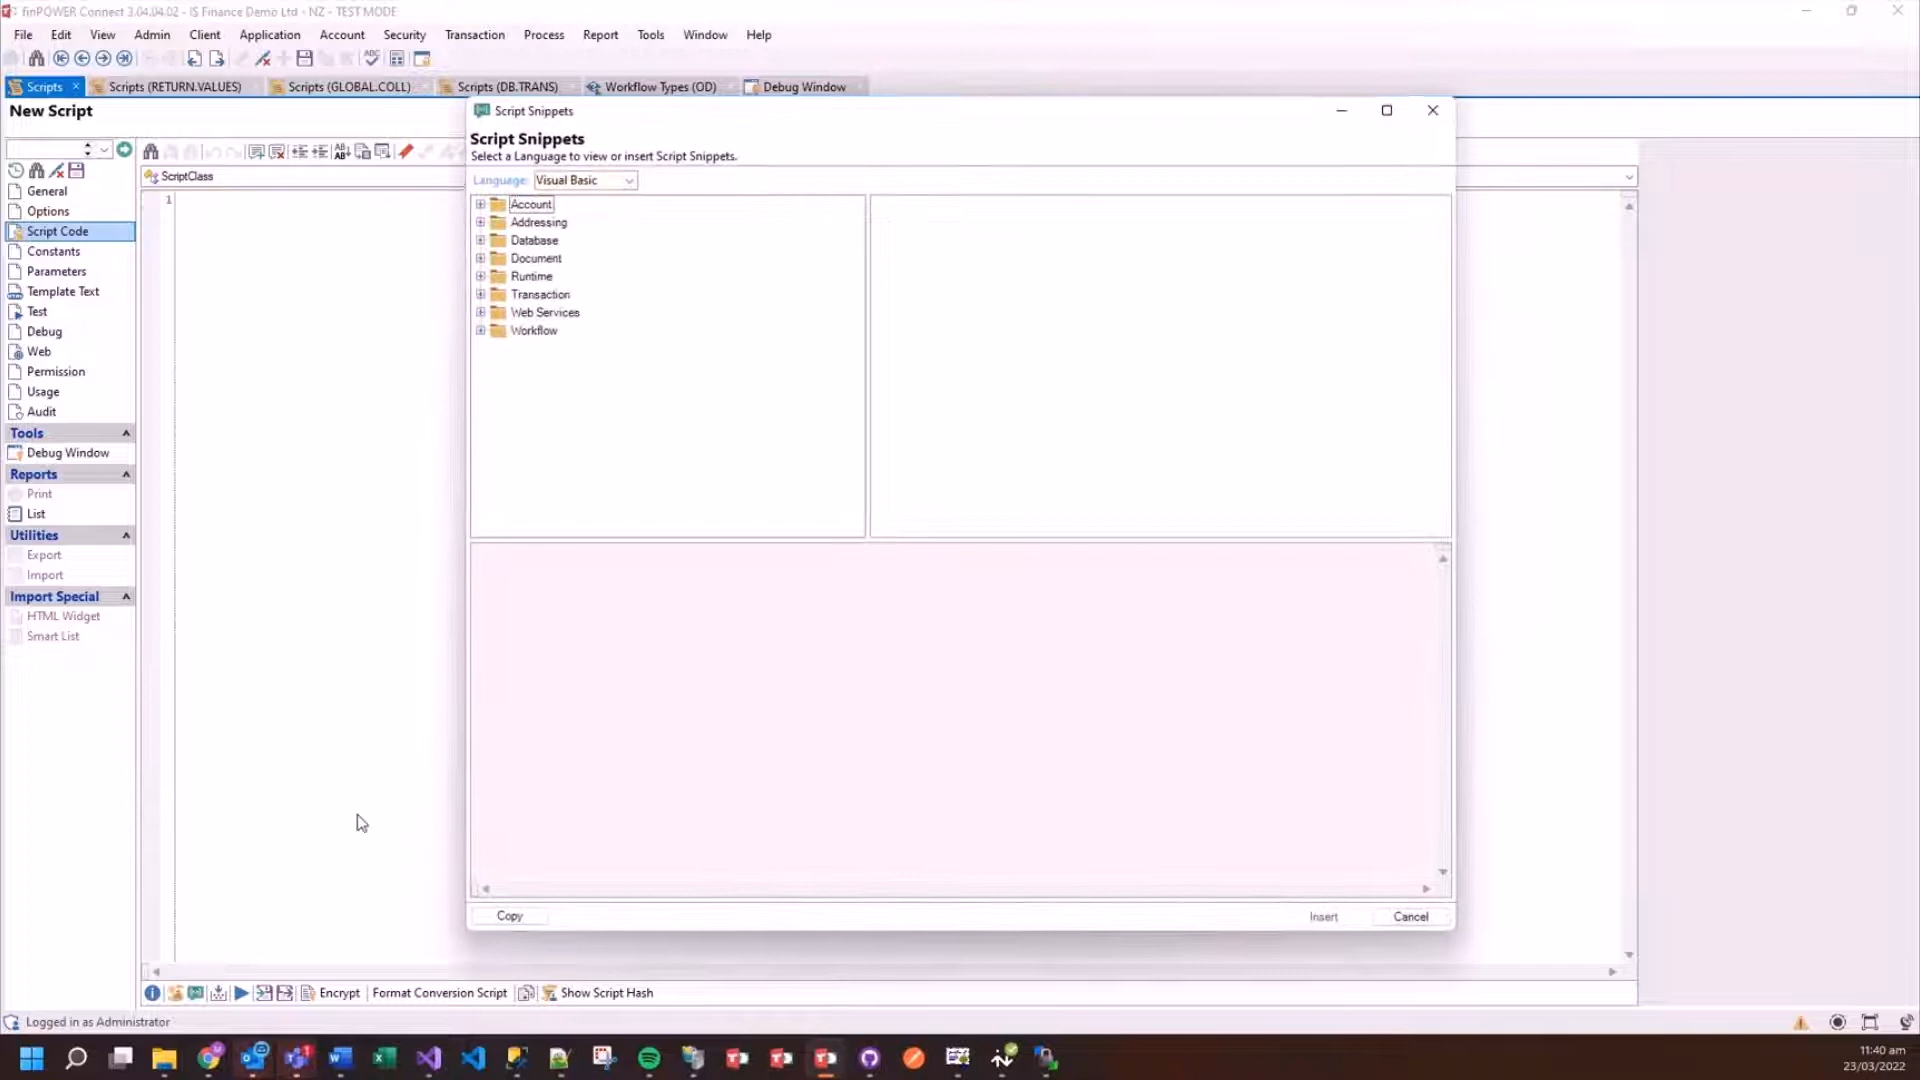 finPOWER Connect 3.04.04.02 - IS Finance Demo Ltd - NZ - TEST MODE
File Edit View Admin Client Application Account Security Transaction Process Report Tools Window Help
Scripts Scripts (RETURN.VALUES) Scripts (GLOBAL.COLL) Scripts (DB.TRANS) Workflow Types (OD) Debug Window
New Script
ScriptClass
1
General
Options
Script Code
Constants
Parameters
Template Text
Test
Debug
Web
Permission
Usage
Audit
Tools
Debug Window
Reports
Print
List
Utilities
Export
Import
Import Special
HTML Widget
Smart List
Script Snippets
Script Snippets
Select a Language to view or insert Script Snippets.
Language: Visual Basic
Account
Addressing
Database
Document
Runtime
Transaction
Web Services
Workflow
Copy Insert Cancel
Encrypt Format Conversion Script Show Script Hash
Logged in as Administrator
11:40 am
23/03/2022